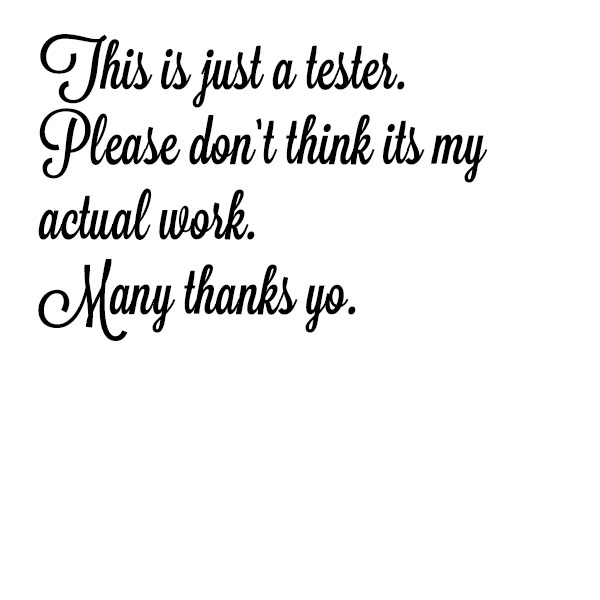 This is just a tester.
Please don't think its my
actual work.
Many thanks yo.